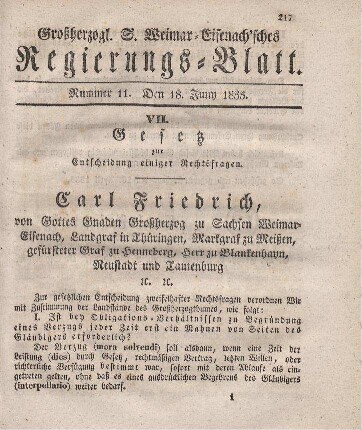 217
Großherzogl. S. Weimar-Eisenach'sches
Regierungs-Blatt.
Nummer 11. Den 18. Juny 1833.
VII.
Gesetz
zur
Entscheidung einiger Rechtsfragen.
Carl Friedrich,
von Gottes Gnaden Großherzog zu Sachsen Weimar-
Eisenach, Landgraf in Thüringen, Markgraf zu Meißen,
gefürsteter Graf zu Henneberg, Herr zu Blankenhayn,
Neustadt und Tautenburg
ꝛc. ꝛc.
Zur gesetzlichen Entscheidung zweifelhafter Rechtsfragen verordnen Wir
mit Zustimmung der Landstände des Großherzogthumes, wie folgt:
I. Ist bey Obligations-Verhältnissen zu Begründung
eines Verzugs jeder Zeit erst ein Mahnen von Seiten des
Gläubigers erforderlich?
Der Verzug (mora solvendi) soll alsdann, wenn eine Zeit der
Leistung (dies) durch Gesetz, rechtmäßigen Vertrag, letzten Willen, oder
richterliche Verfügung bestimmt war, sofort mit deren Ablaufe als ein-
getreten gelten, ohne daß es eines ausdrücklichen Begehrens des Gläubigers
(interpellatio) weiter bedarf.
1